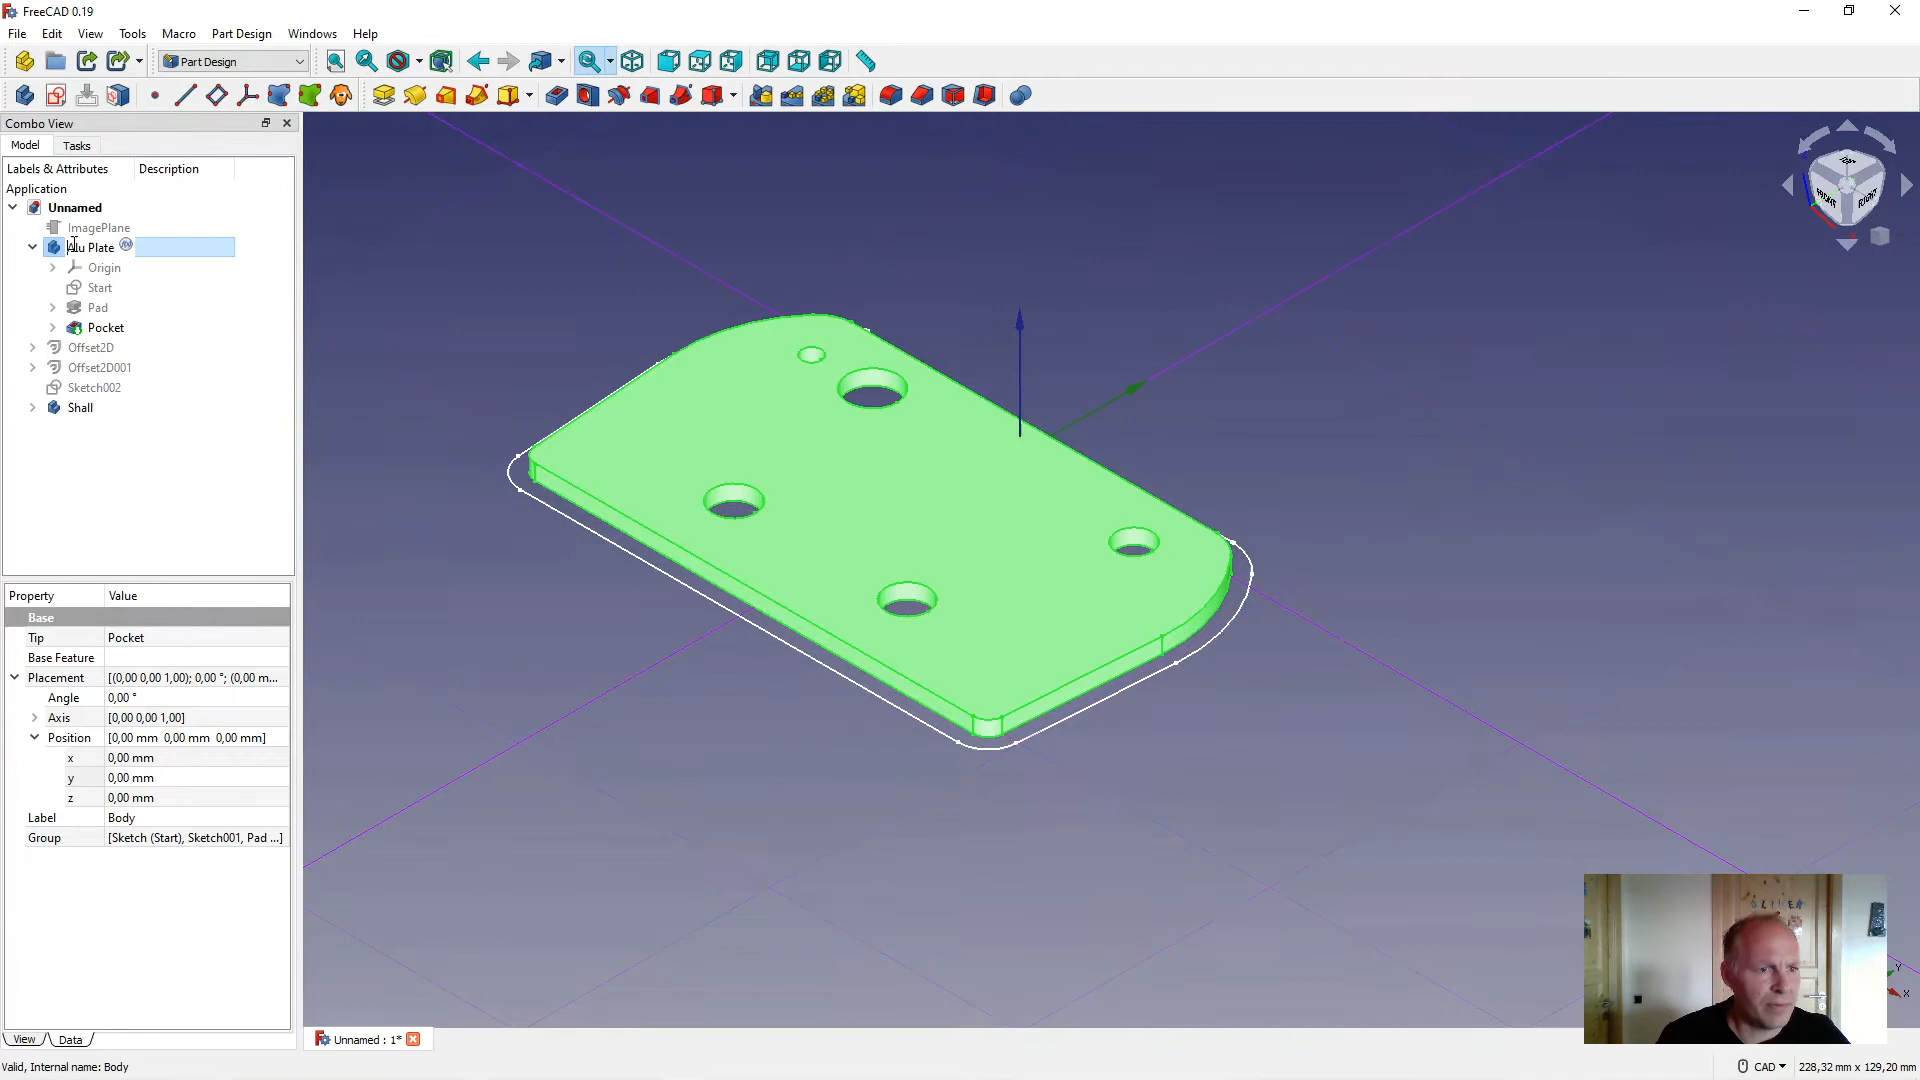 FreeCAD 0.19
File Edit View Tools Macro Part Design Windows Help
Part Design
Combo View
Model Tasks
Labels & Attributes Description
Application
Unnamed
ImagePlane
Alu Plate
Origin
Start
Pad
Pocket
Offset2D
Offset2D001
Sketch002
Shall
Property Value
Base
Tip Pocket
Base Feature
Placement [(0,00 0,00 1,00); 0,00 °; (0,00 m...
Angle 0,00 °
Axis [0,00 0,00 1,00]
Position [0,00 mm 0,00 mm 0,00 mm]
x 0,00 mm
y 0,00 mm
z 0,00 mm
Label Body
Group [Sketch (Start), Sketch001, Pad ...]
View Data
TOP
FRONT
RIGHT
OLIVER
Y
X
Unnamed : 1*
Valid, Internal name: Body
CAD 228,32 mm x 129,20 mm